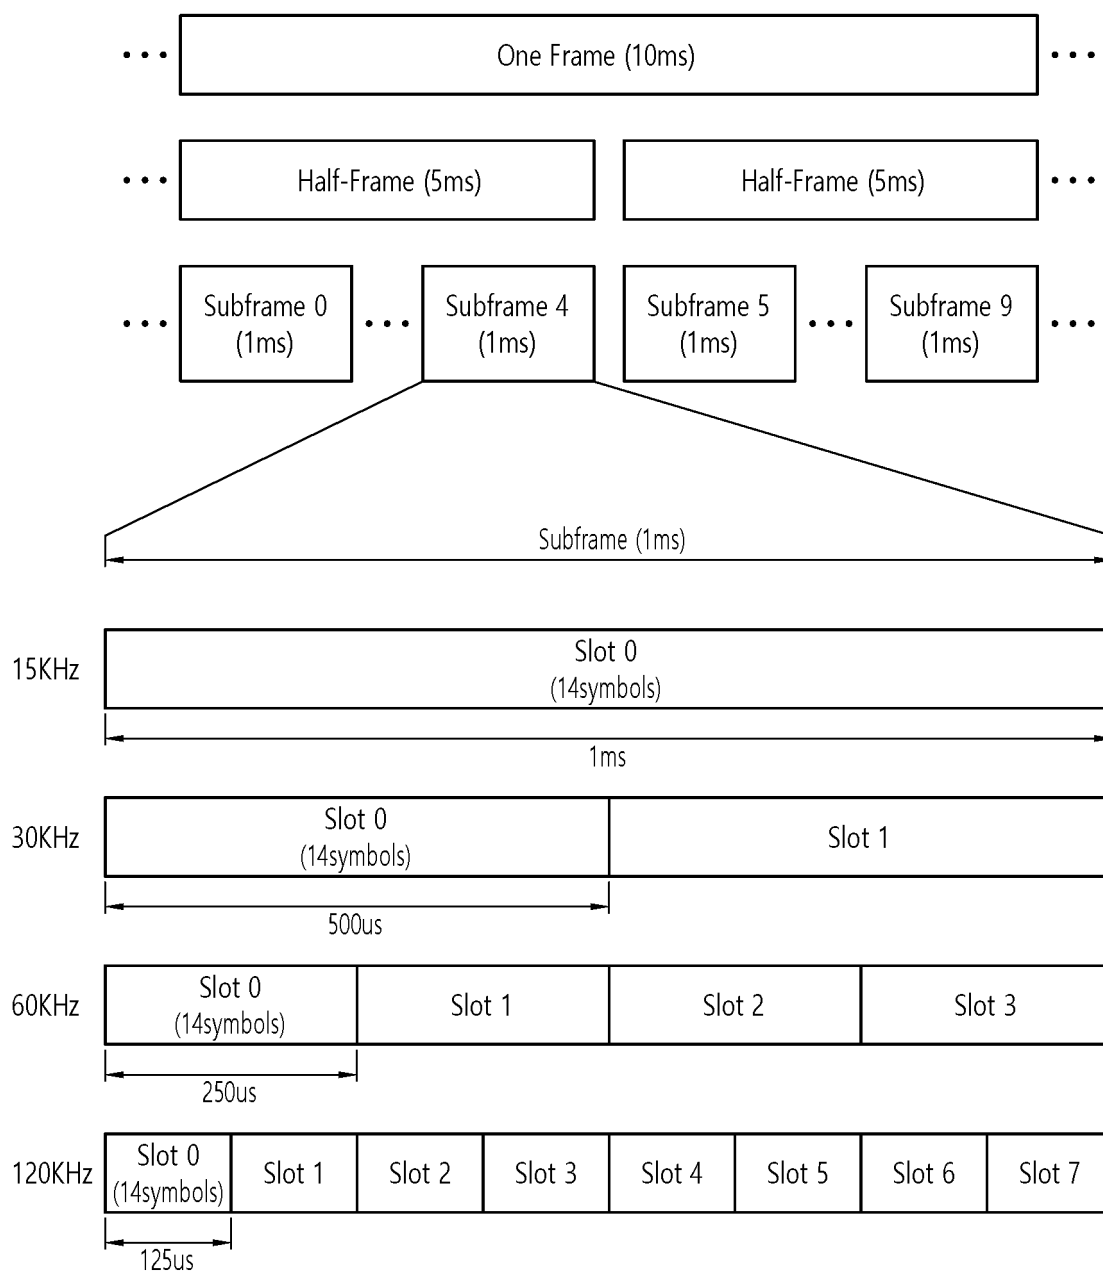 ••• One Frame (10ms) •••
••• Half-Frame (5ms) Half-Frame (5ms) •••
Subframe 0 Subframe 4 Subframe 5 Subframe 9
••• (1ms) ••• (1ms) (1ms) ••• (1ms) •••
Subframe (1ms)
15KHz Slot 0
(14symbols)
1ms
30KHz Slot 0 Slot 1
(14symbols)
500us
60KHz Slot 0 Slot 1 Slot 2 Slot 3
(14symbols)
250us
120KHz Slot 0 Slot 1 Slot 2 Slot 3 Slot 4 Slot 5 Slot 6 Slot 7
(14symbols)
125us